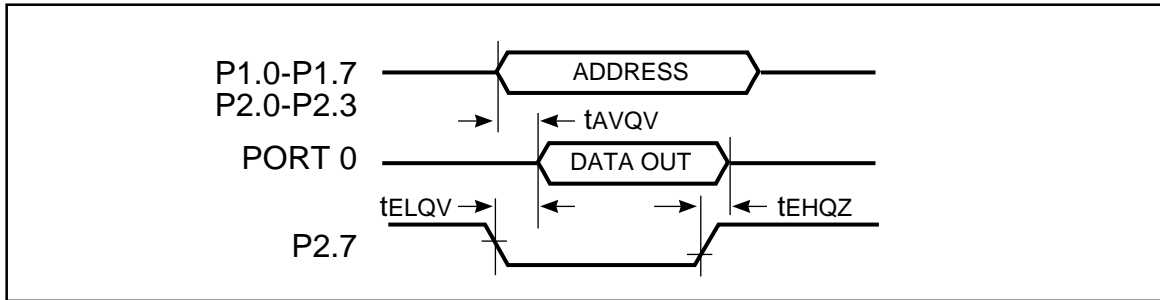 P1.0-P1.7 ADDRESS
P2.0-P2.3
tAVQV
PORT 0 DATA OUT
tELQV tEHQZ
P2.7